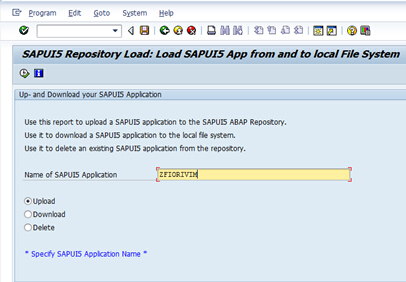 Program Edit Goto System Help
SAPUI5 Repository Load: Load SAPUI5 App from and to local File System
Up- and Download your SAPUI5 Application
Use this report to upload a SAPUI5 application to the SAPUI5 ABAP Repository.
Use it to download a SAPUI5 application to the local file system.
Use it to delete an existing SAPUI5 application from the repository.
Name of SAPUI5 Application ZFIORIVIM
Upload
Download
Delete
* Specify SAPUI5 Application Name *